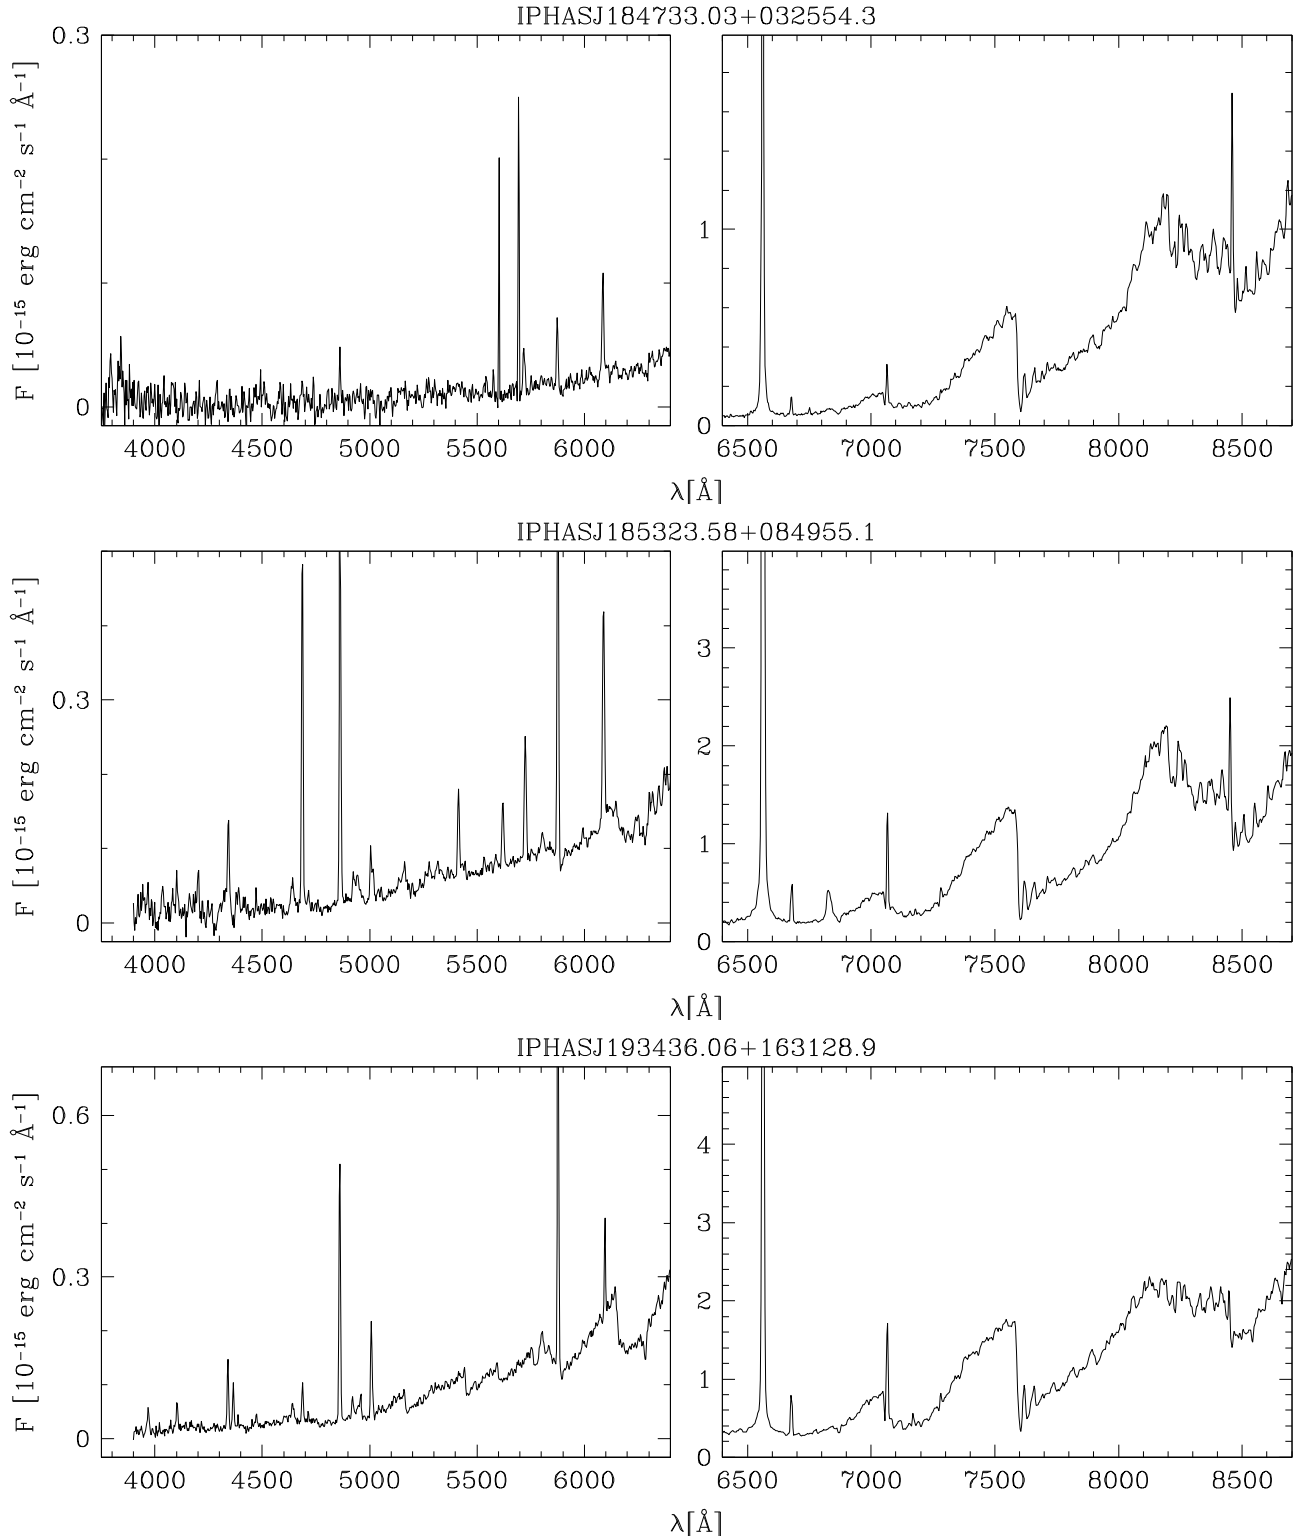 IPHASJ184733.03+032554.3
F [10⁻¹⁵ erg cm⁻² s⁻¹ Å⁻¹]
0.3
0
1
0
4000 4500 5000 5500 6000 6500 7000 7500 8000 8500
λ[Å]
IPHASJ185323.58+084955.1
F [10⁻¹⁵ erg cm⁻² s⁻¹ Å⁻¹]
0.3
0
3
2
1
0
4000 4500 5000 5500 6000 6500 7000 7500 8000 8500
λ[Å]
IPHASJ193436.06+163128.9
F [10⁻¹⁵ erg cm⁻² s⁻¹ Å⁻¹]
0.6
0.3
0
4
3
2
1
0
4000 4500 5000 5500 6000 6500 7000 7500 8000 8500
λ[Å]